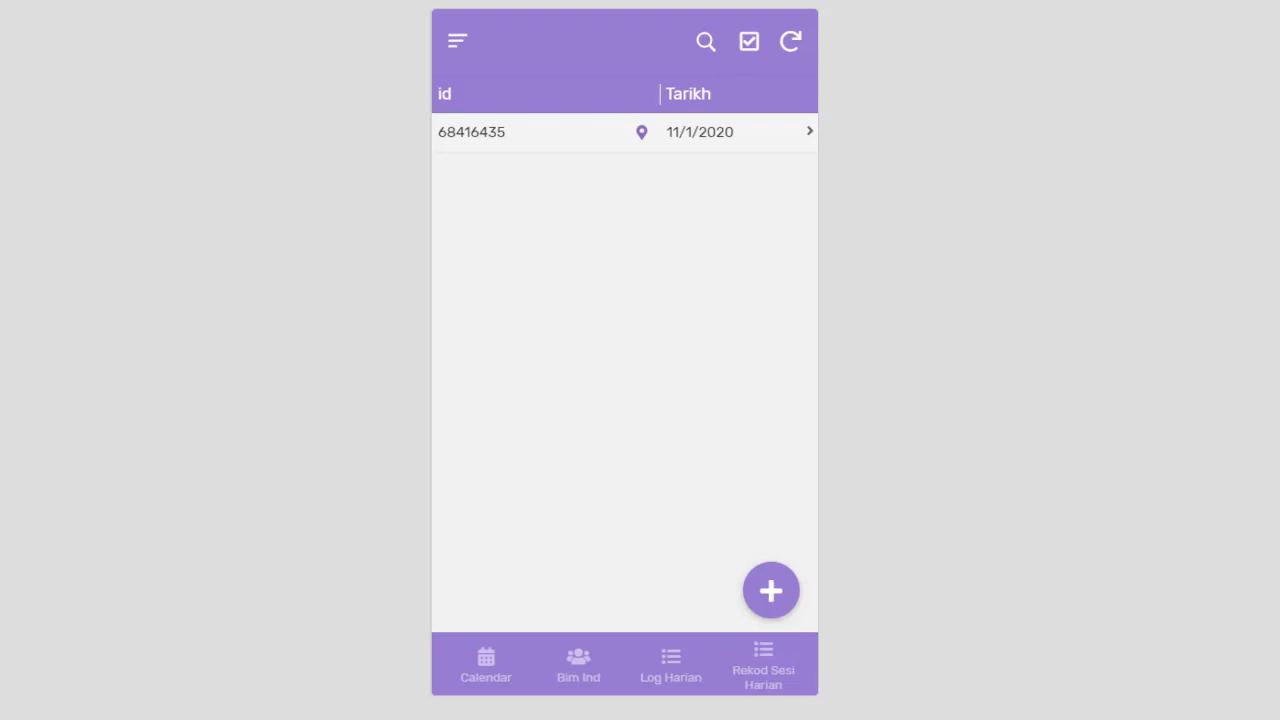 id
Tarikh
68416435
11/1/2020
Calendar
Bim Ind
Log Harian
Rekod Sesi
Harian